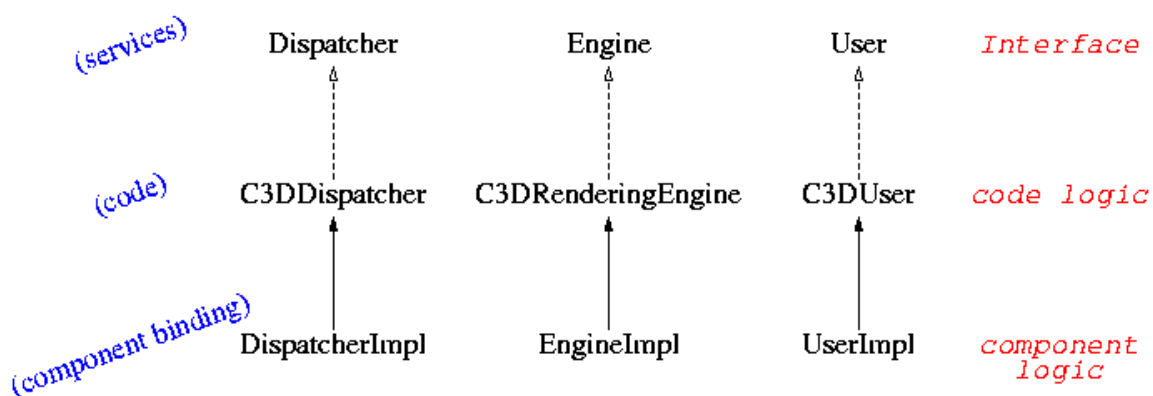 (services) Dispatcher Engine User Interface
(code) C3DDispatcher C3DRenderingEngine C3DUser code logic
(component binding) DispatcherImpl EngineImpl UserImpl component
logic